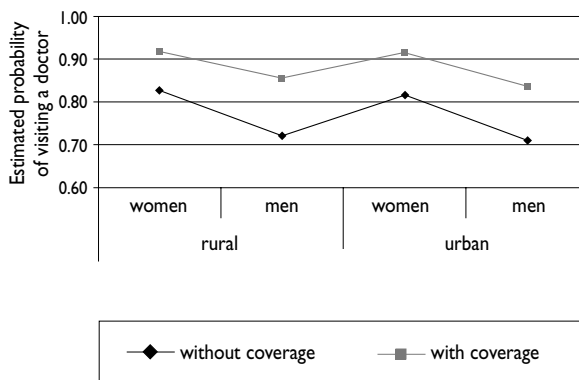 Estimated probability
of visiting a doctor
1.00
0.90
0.80
0.70
0.60
women men women men
rural urban
without coverage with coverage